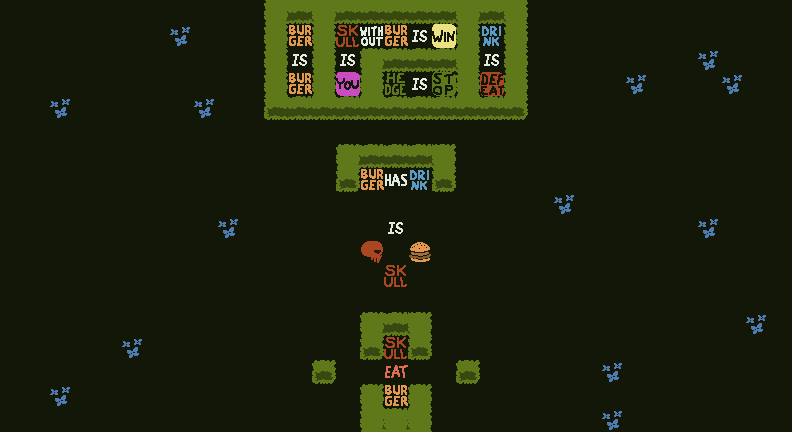 BURGER SKULL WITHOUT BURGER IS WIN DRINK
IS IS IS
BURGER YOU HEDGE IS STOP DEFEAT
BURGER HAS DRINK
IS
SKULL
SKULL
EAT
BURGER